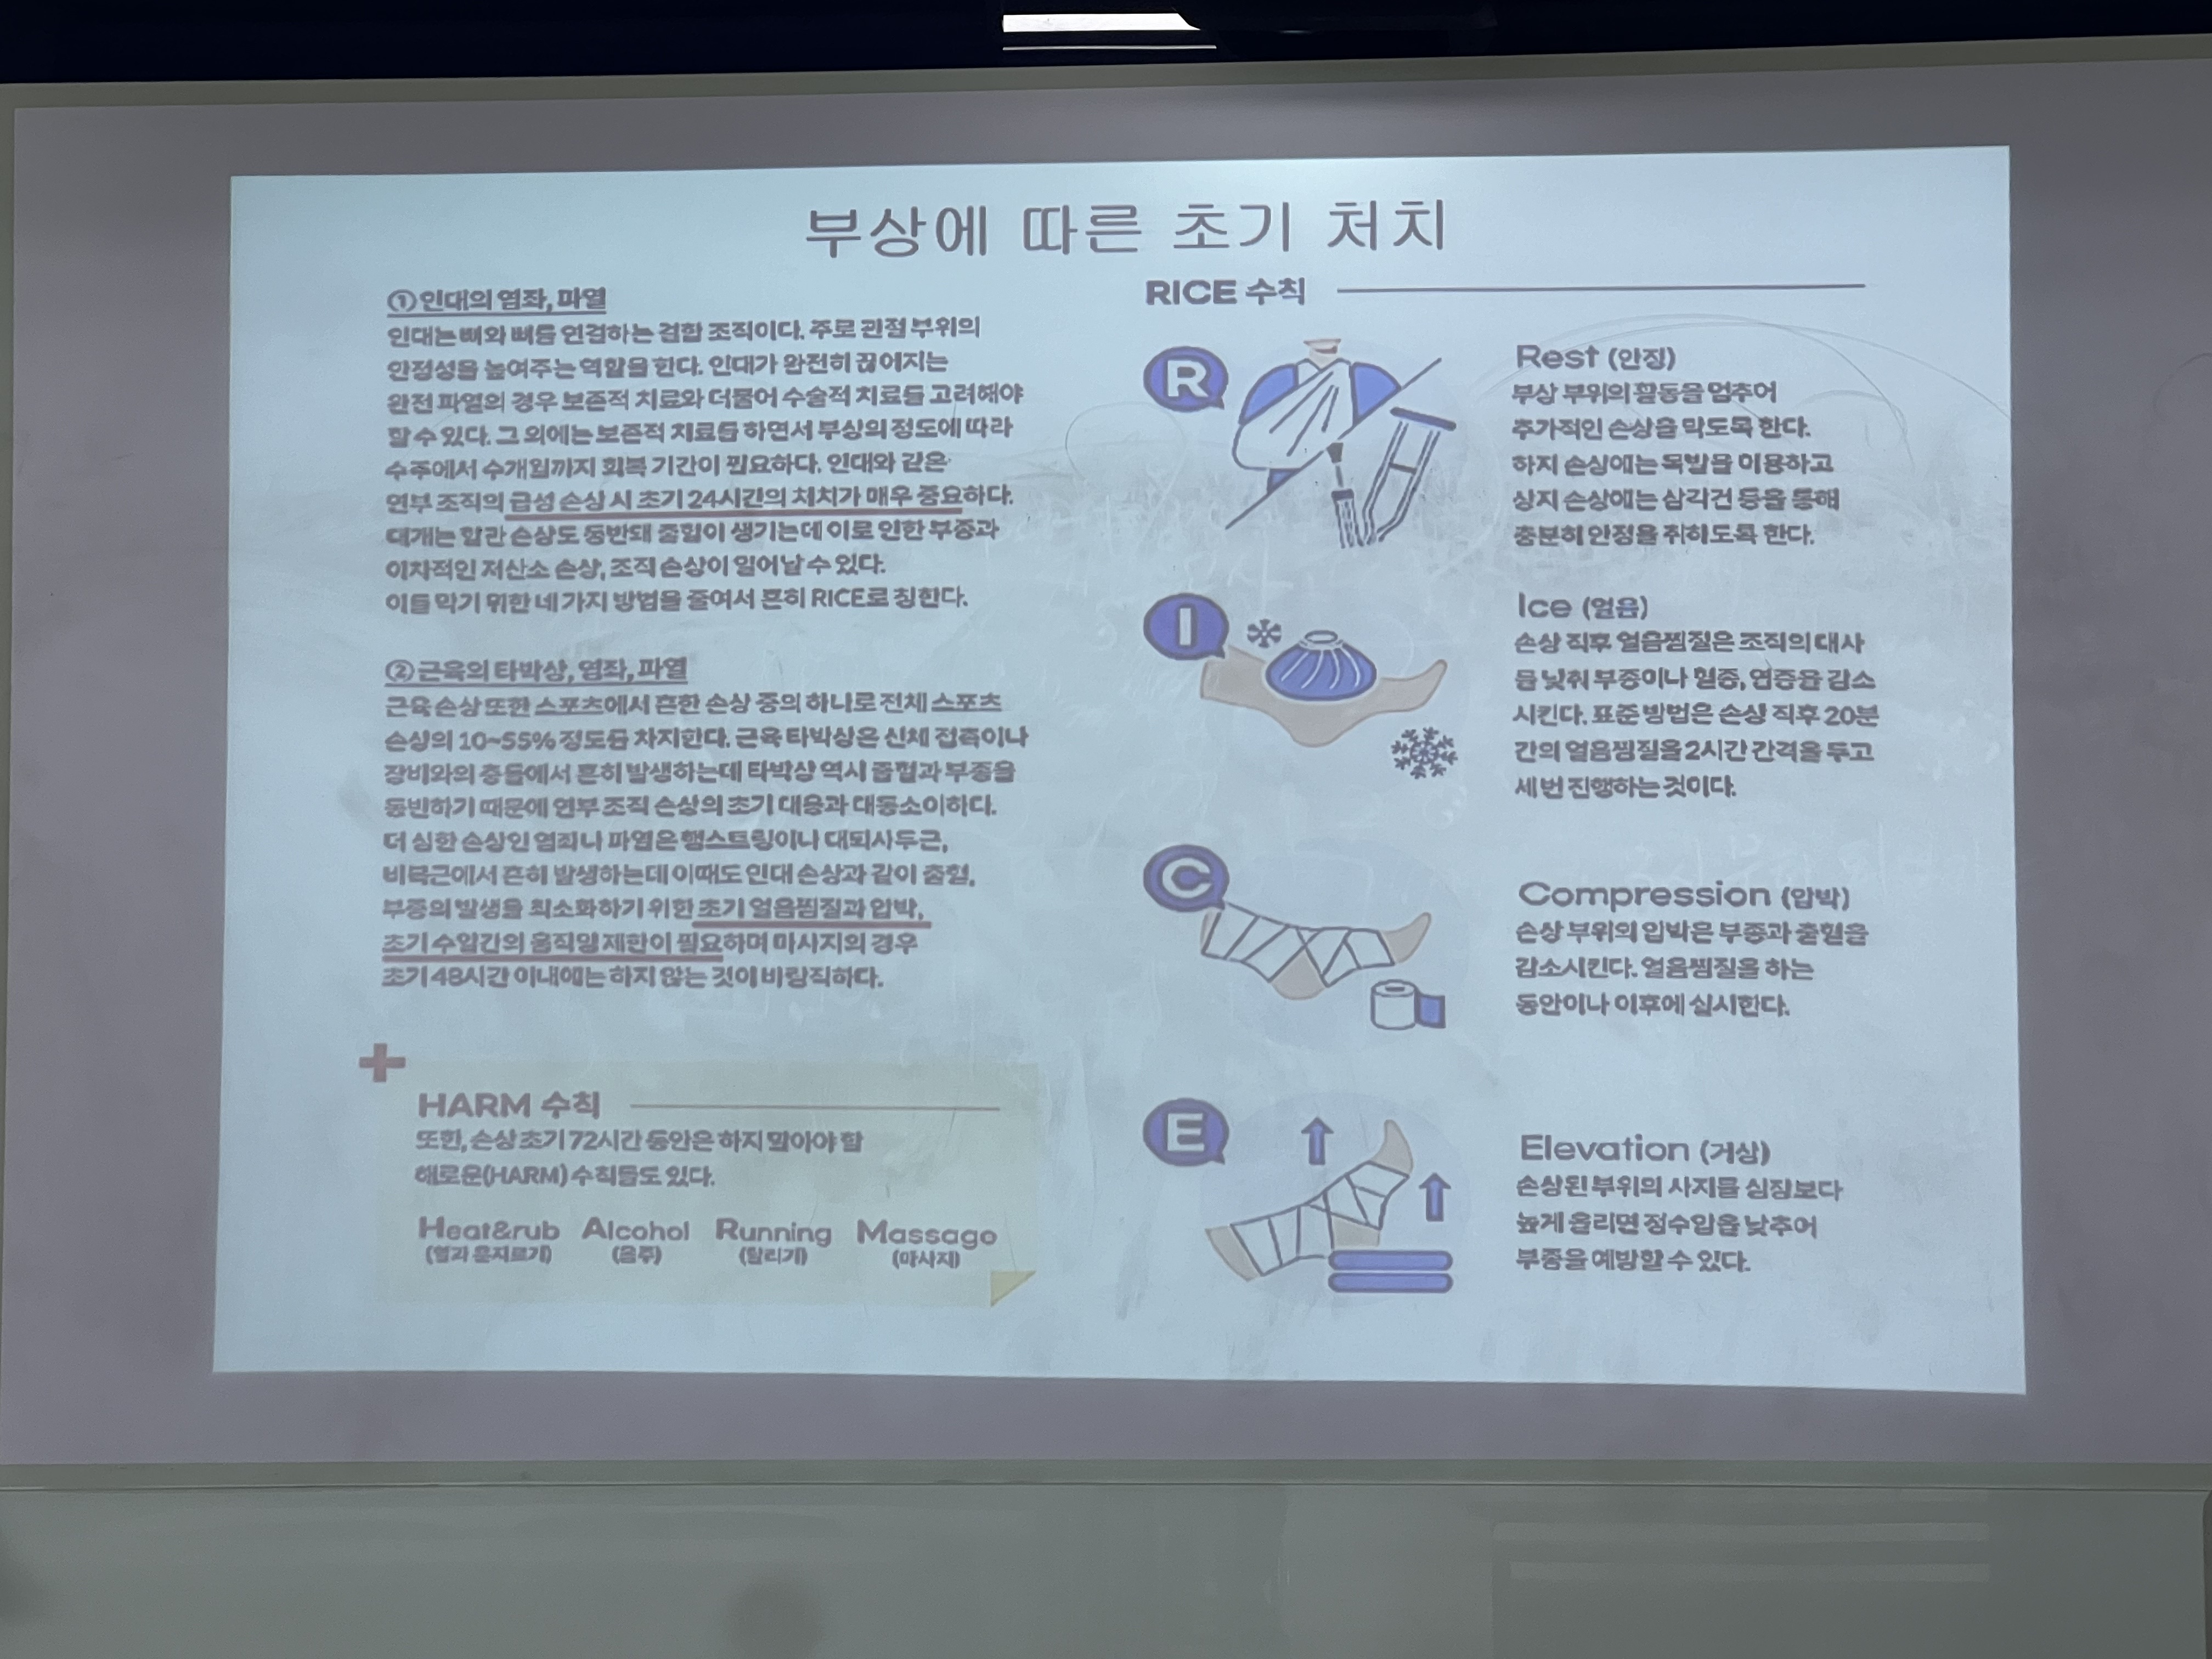 부상에 따른 초기 처치
① 인대의 염좌, 파열
인대는 뼈와 뼈를 연결하는 결합 조직이다. 주로 관절 부위의
안정성을 높여주는 역할을 한다. 인대가 완전히 끊어지는
완전 파열의 경우 보존적 치료와 더불어 수술적 치료를 고려해야
할 수 있다. 그 외에는 보존적 치료를 하면서 부상의 정도에 따라
수주에서 수개월까지 회복 기간이 필요하다. 인대와 같은
연부 조직의 급성 손상 시 초기 24시간의 처치가 매우 중요하다.
대개는 혈관 손상도 동반돼 출혈이 생기는데 이로 인한 부종과
이차적인 저산소 손상, 조직 손상이 일어날 수 있다.
이를 막기 위한 네 가지 방법을 줄여서 흔히 RICE로 칭한다.
② 근육의 타박상, 염좌, 파열
근육 손상 또한 스포츠에서 흔한 손상 중의 하나로 전체 스포츠
손상의 10~55% 정도를 차지한다. 근육 타박상은 신체 접촉이나
장비와의 충돌에서 흔히 발생하는데 타박상 역시 출혈과 부종을
동반하기 때문에 연부 조직 손상의 초기 대응과 대동소이하다.
더 심한 손상인 염좌나 파열은 햄스트링이나 대퇴사두근,
비복근에서 흔히 발생하는데 이때도 인대 손상과 같이 출혈,
부종의 발생을 최소화하기 위한 초기 얼음찜질과 압박,
초기 수일간의 움직임 제한이 필요하며 마사지의 경우
초기 48시간 이내에는 하지 않는 것이 바람직하다.
HARM 수칙
또한, 손상 초기 72시간 동안은 하지 말아야 할
해로운(HARM) 수칙들도 있다.
Heat&rub Alcohol Running Massago
(열과 문지르기) (음주) (달리기) (마사지)
RICE 수칙
R
Rest (안정)
부상 부위의 활동을 멈추어
추가적인 손상을 막도록 한다.
하지 손상에는 목발을 이용하고
상지 손상에는 삼각건 등을 통해
충분히 안정을 취하도록 한다.
I
Ice (얼음)
손상 직후 얼음찜질은 조직의 대사
를 낮춰 부종이나 혈종, 염증을 감소
시킨다. 표준 방법은 손상 직후 20분
간의 얼음찜질을 2시간 간격을 두고
세 번 진행하는 것이다.
C
Compression (압박)
손상 부위의 압박은 부종과 출혈을
감소시킨다. 얼음찜질을 하는
동안이나 이후에 실시한다.
E
Elevation (거상)
손상된 부위의 사지를 심장보다
높게 올리면 정수압을 낮추어
부종을 예방할 수 있다.